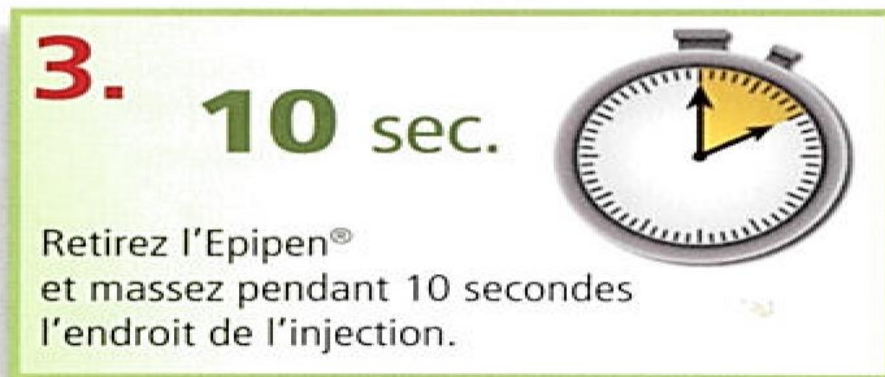 3.
10 sec.
Retirez l'Epipen®
et massez pendant 10 secondes
l'endroit de l'injection.